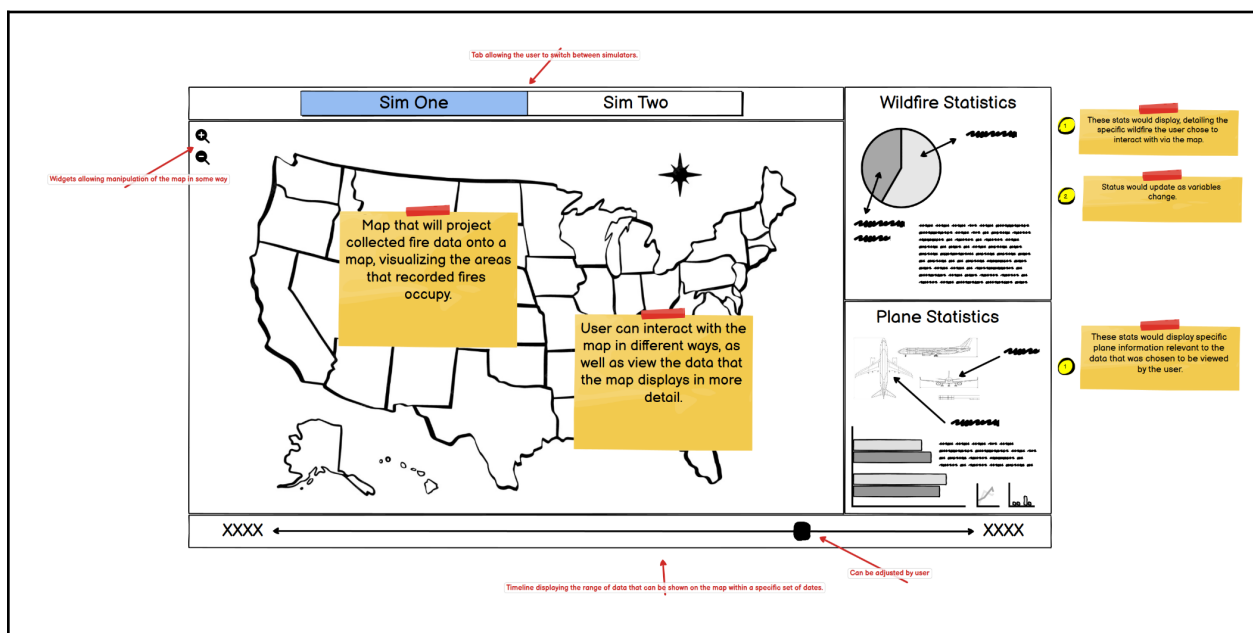 Tab allowing the user to switch between simulators.
Sim One
Sim Two
Widgets allowing manipulation of the map in some way
Map that will project
collected fire data onto a
map, visualizing the areas
that recorded fires
occupy.
User can interact with the
map in different ways, as
well as view the data that
the map displays in more
detail.
Wildfire Statistics
1
These stats would display, detailing the
specific wildfire the user chose to
interact with via the map.
2
Status would update as variables
change.
Plane Statistics
1
These stats would display specific
plane information relevant to the
data that was chosen to be viewed
by the user.
XXXX
XXXX
Can be adjusted by user
Timeline displaying the range of data that can be shown on the map within a specific set of dates.